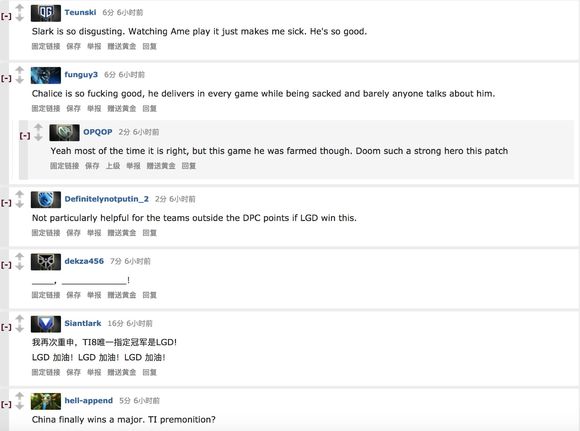 [-] Teunski 6分 6小时前
Slark is so disgusting. Watching Ame play it just makes me sick. He's so good.
固定链接 保存 举报 赠送黄金 回复
[-] funguy3 6分 6小时前
Chalice is so fucking good, he delivers in every game while being sacked and barely anyone talks about him.
固定链接 保存 举报 赠送黄金 回复
[-] OPQOP 2分 6小时前
Yeah most of the time it is right, but this game he was farmed though. Doom such a strong hero this patch
固定链接 保存 上级 举报 赠送黄金 回复
[-] Definitelynotputin_2 2分 6小时前
Not particularly helpful for the teams outside the DPC points if LGD win this.
固定链接 保存 举报 赠送黄金 回复
[-] dekza456 7分 6小时前
_____, ______________!
固定链接 保存 举报 赠送黄金 回复
[-] Siantlark 16分 6小时前
我再次重申，TI8唯一指定冠军是LGD!
LGD 加油！LGD 加油！LGD 加油！
固定链接 保存 举报 赠送黄金 回复
[-] hell-append 5分 6小时前
China finally wins a major. TI premonition?